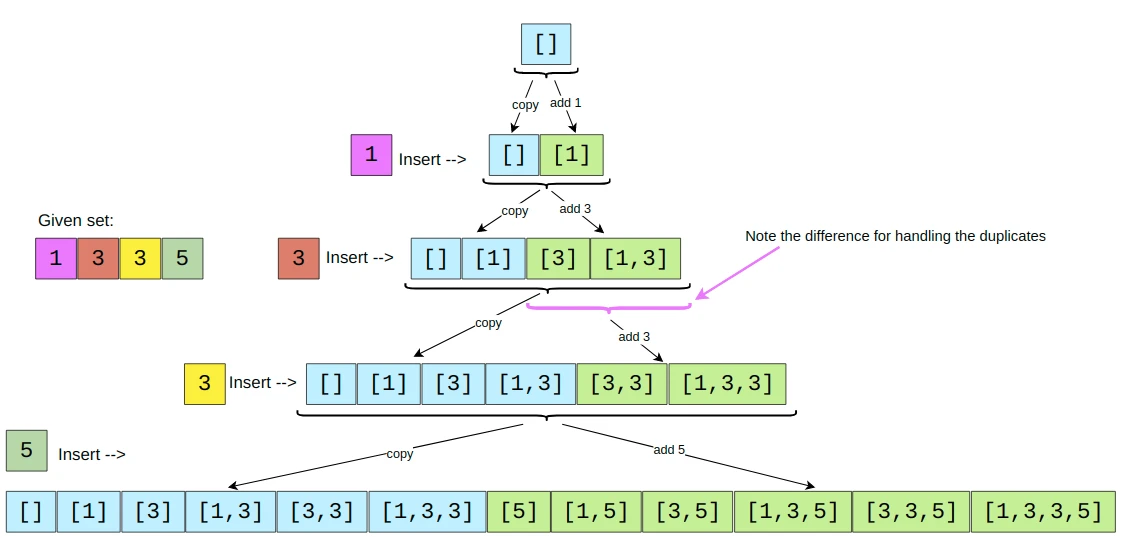 []
copy add 1
1 Insert --> [] [1]
copy add 3
Given set:
1 3 3 5
3 Insert --> [] [1] [3] [1,3]
Note the difference for handling the duplicates
copy
add 3
3 Insert --> [] [1] [3] [1,3] [3,3] [1,3,3]
5 Insert -->
copy add 5
[] [1] [3] [1,3] [3,3] [1,3,3] [5] [1,5] [3,5] [1,3,5] [3,3,5] [1,3,3,5]